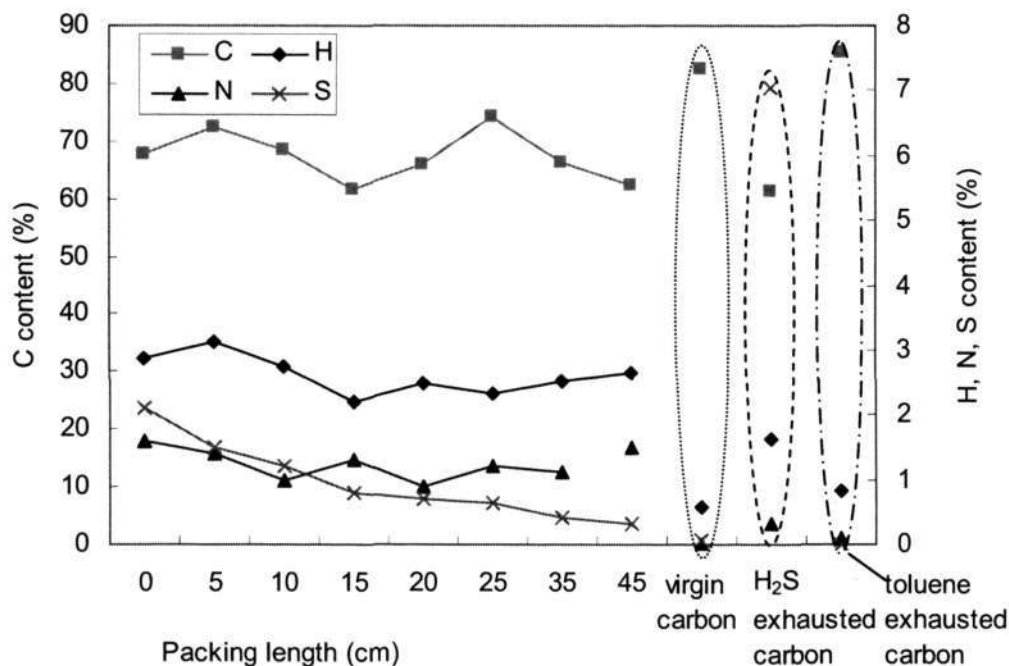 C H
N S
90
80
70
60
50
40
30
20
10
0
C content (%)
8
7
6
5
4
3
2
1
0
H, N, S content (%)
0 5 10 15 20 25 35 45
Packing length (cm)
virgin
carbon
H₂S
exhausted
carbon
toluene
exhausted
carbon